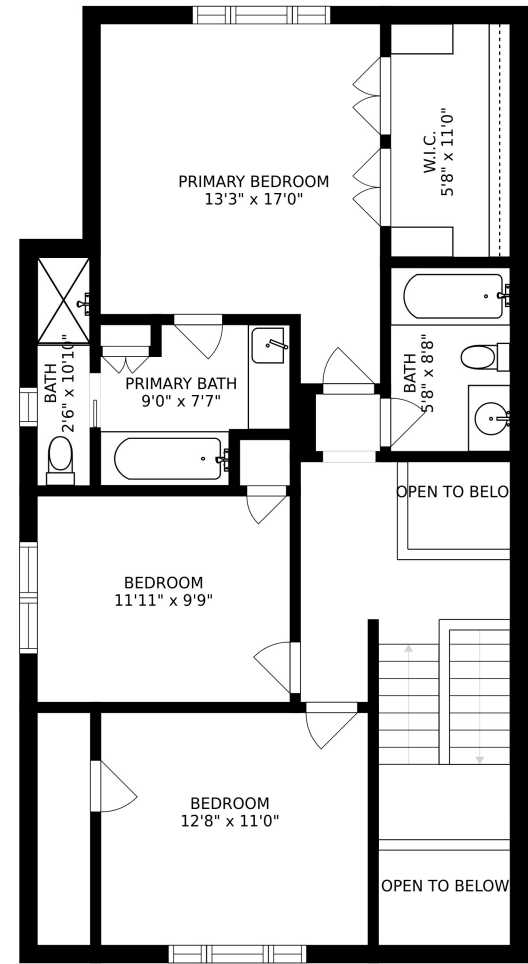 PRIMARY BEDROOM
13'3" x 17'0"
W.I.C.
5'8" x 11'0"
BATH
2'6" x 10'10"
PRIMARY BATH
9'0" x 7'7"
BATH
5'8" x 8'8"
OPEN TO BELO
BEDROOM
11'11" x 9'9"
BEDROOM
12'8" x 11'0"
OPEN TO BELOW